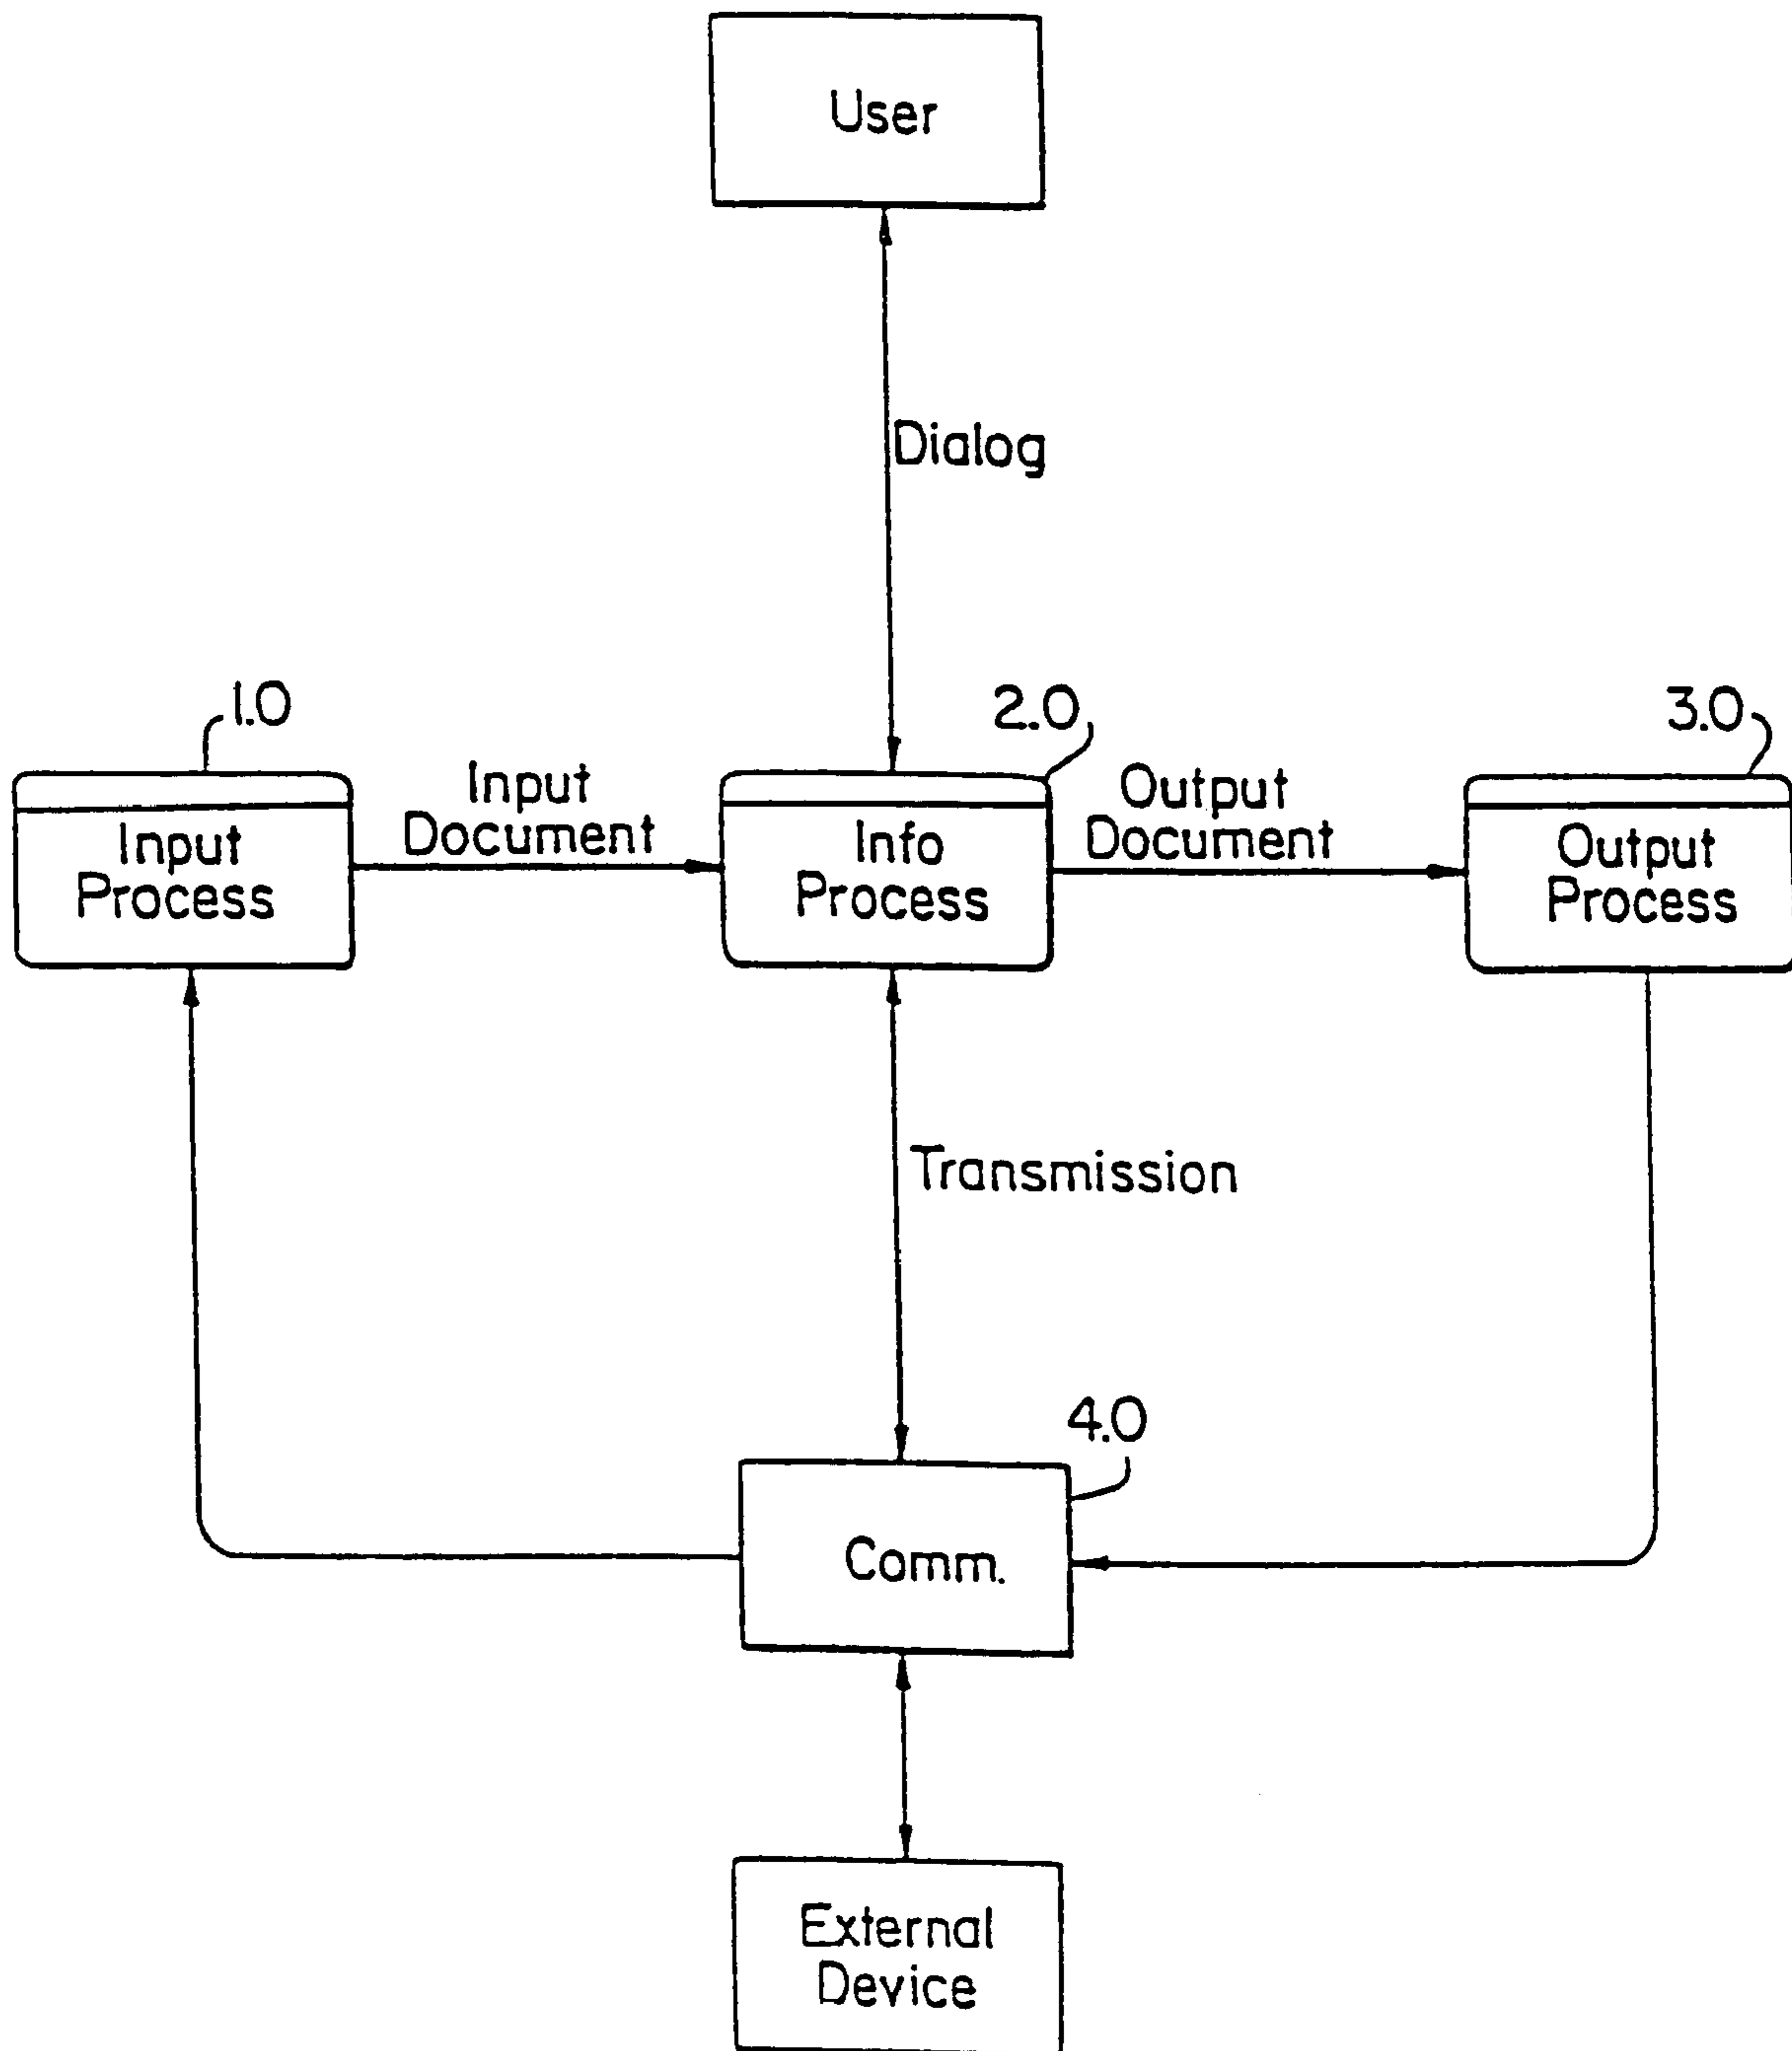 User
Dialog
1.0
2.0
3.0
Input
Process
Input
Document
Info
Process
Output
Document
Output
Process
Transmission
4.0
Comm.
External
Device